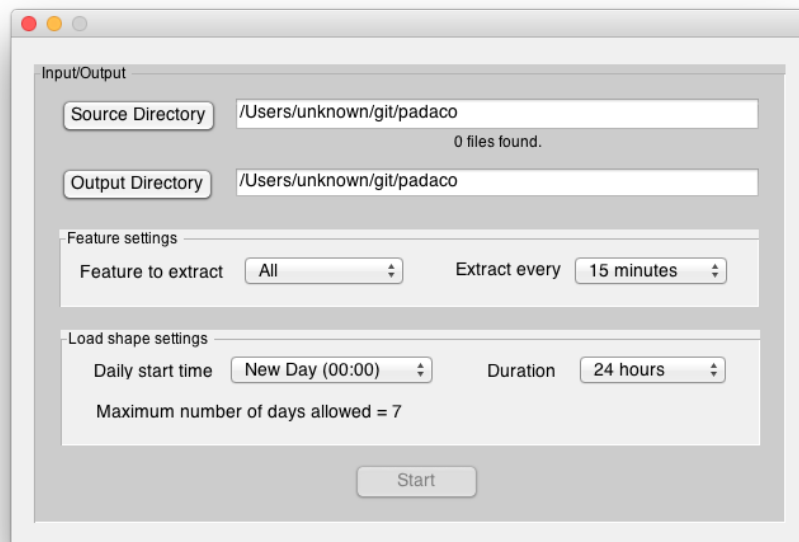 Input/Output
Source Directory /Users/unknown/git/padaco
0 files found.
Output Directory /Users/unknown/git/padaco
Feature settings
Feature to extract All Extract every 15 minutes
Load shape settings
Daily start time New Day (00:00) Duration 24 hours
Maximum number of days allowed = 7
Start